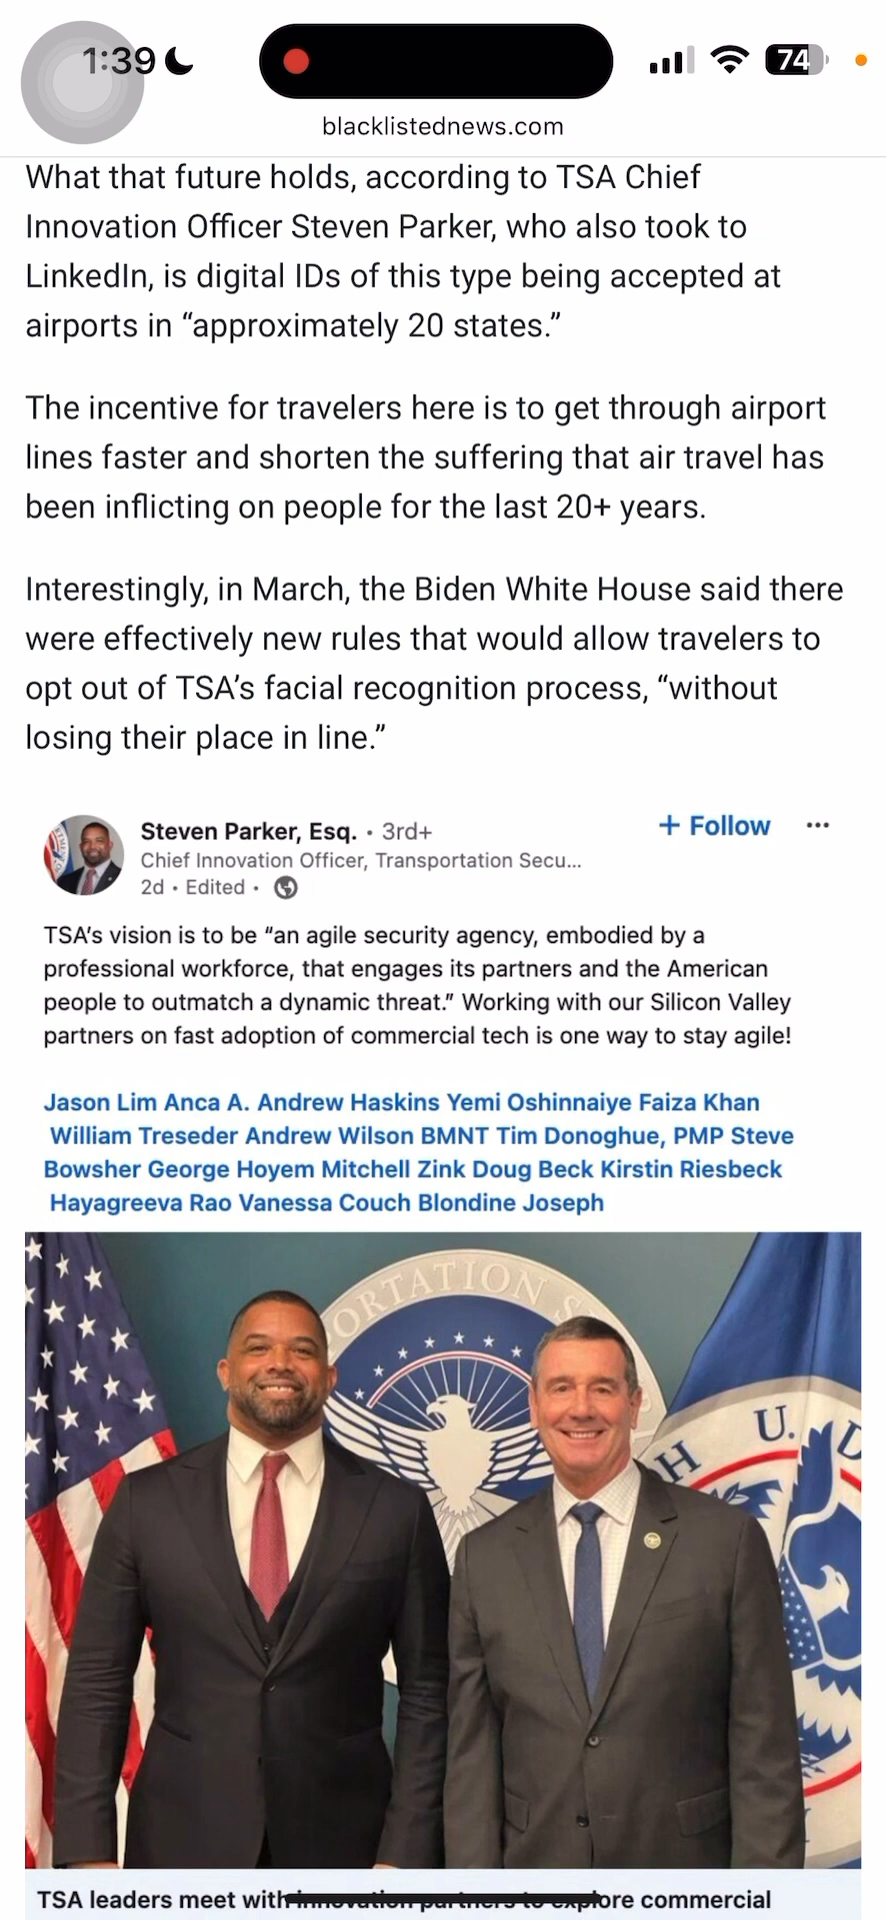 1:39
74
blacklistednews.com
What that future holds, according to TSA Chief
Innovation Officer Steven Parker, who also took to
LinkedIn, is digital IDs of this type being accepted at
airports in “approximately 20 states.”
The incentive for travelers here is to get through airport
lines faster and shorten the suffering that air travel has
been inflicting on people for the last 20+ years.
Interestingly, in March, the Biden White House said there
were effectively new rules that would allow travelers to
opt out of TSA’s facial recognition process, “without
losing their place in line.”
Steven Parker, Esq. • 3rd+
+ Follow
Chief Innovation Officer, Transportation Secu...
2d • Edited •
TSA’s vision is to be “an agile security agency, embodied by a
professional workforce, that engages its partners and the American
people to outmatch a dynamic threat.” Working with our Silicon Valley
partners on fast adoption of commercial tech is one way to stay agile!
Jason Lim Anca A. Andrew Haskins Yemi Oshinnaiye Faiza Khan
William Treseder Andrew Wilson BMNT Tim Donoghue, PMP Steve
Bowsher George Hoyem Mitchell Zink Doug Beck Kirstin Riesbeck
Hayagreeva Rao Vanessa Couch Blondine Joseph
ORTATION S
H U. D
TSA leaders meet with innovation partners to explore commercial